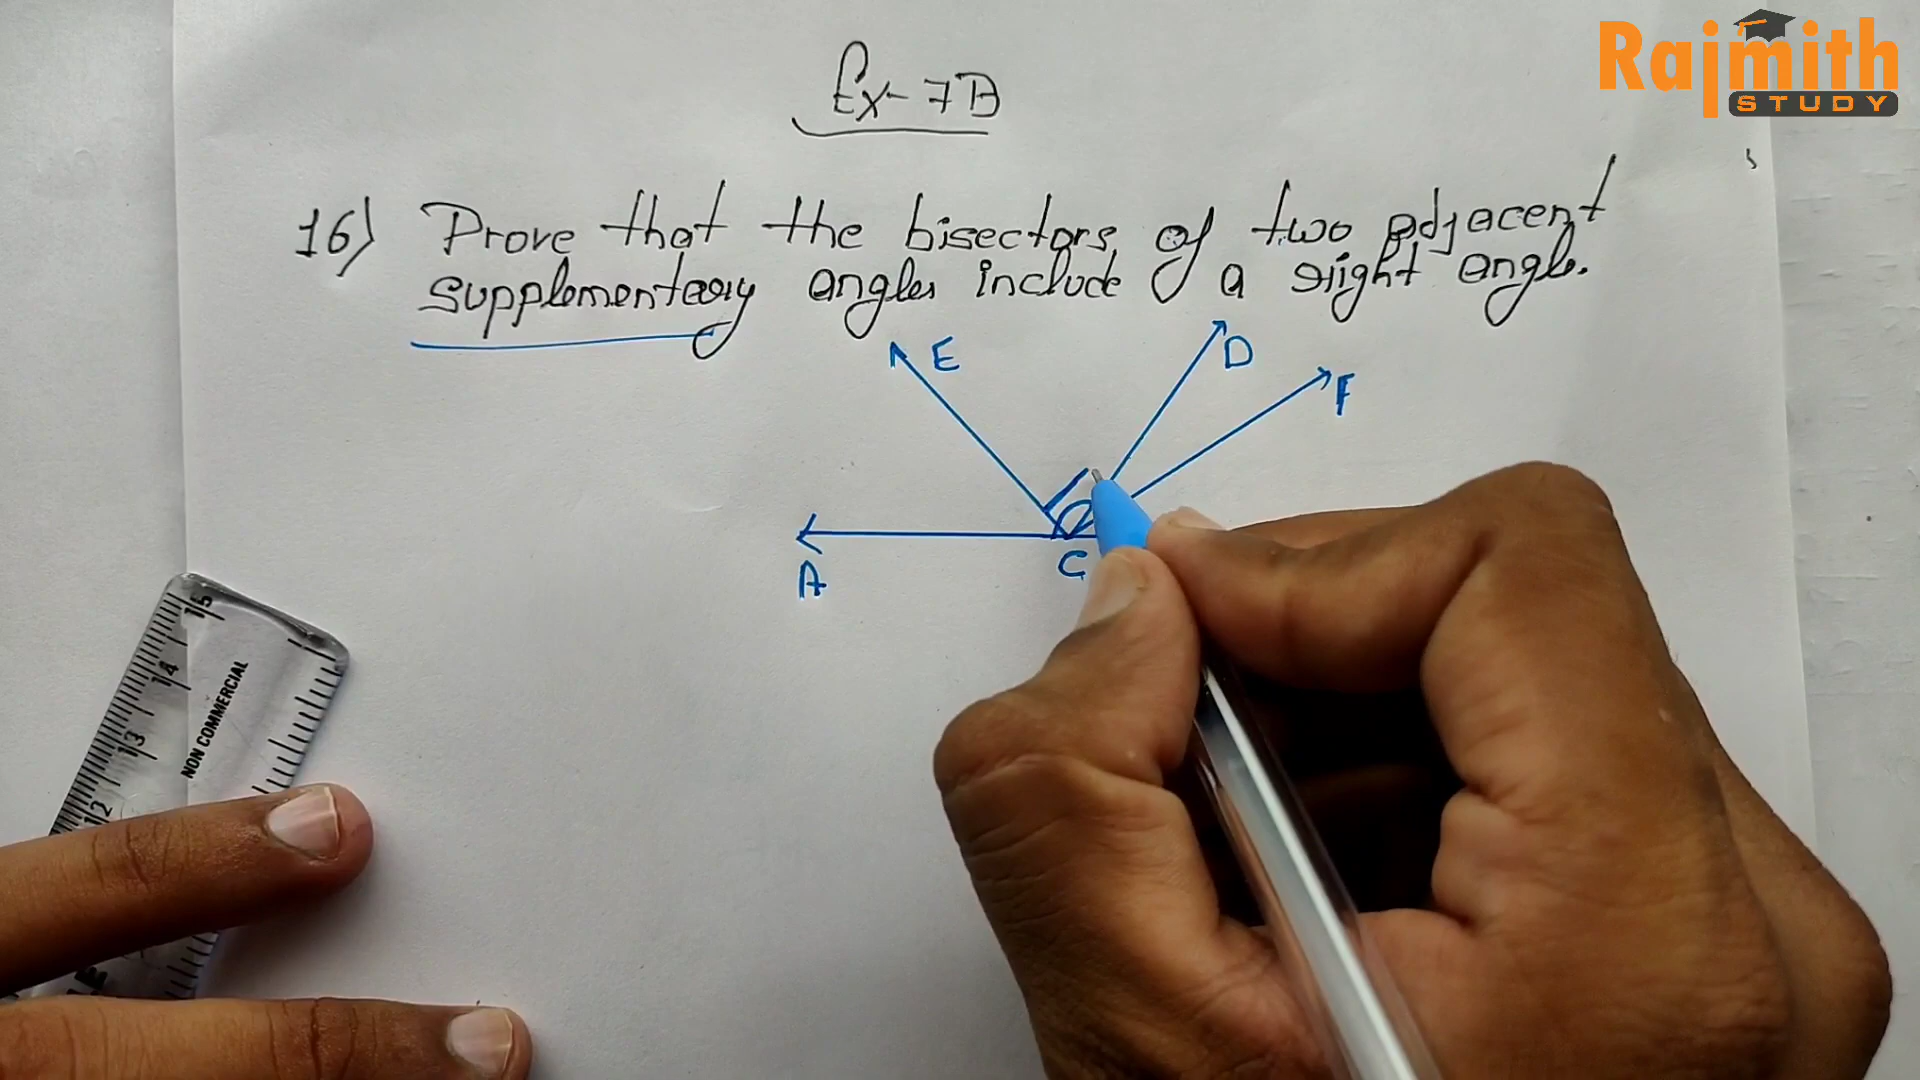 Rajmith
STUDY
Ex-7B
16) Prove that the bisectors of two adjacent
supplementary angles include a right angle.
E
D
F
A
C
15
14
13
12
NON COMMERCIAL